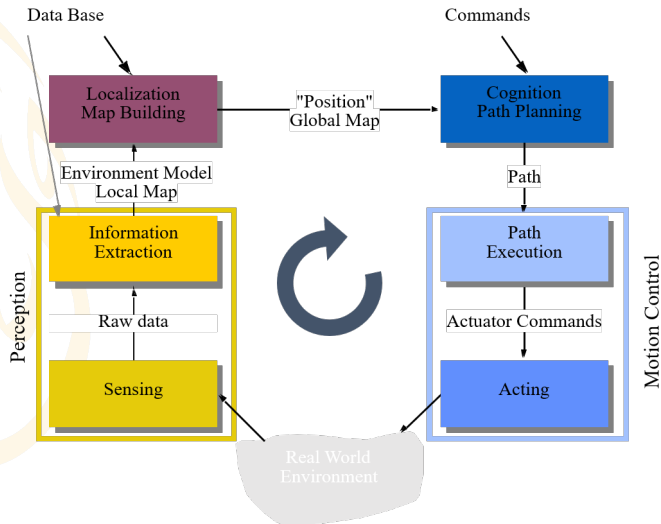 Data Base
Commands
Localization
Map Building
"Position"
Global Map
Cognition
Path Planning
Environment Model
Local Map
Path
Information
Extraction
Path
Execution
Perception
Motion Control
Raw data
Actuator Commands
Sensing
Acting
Real World
Environment